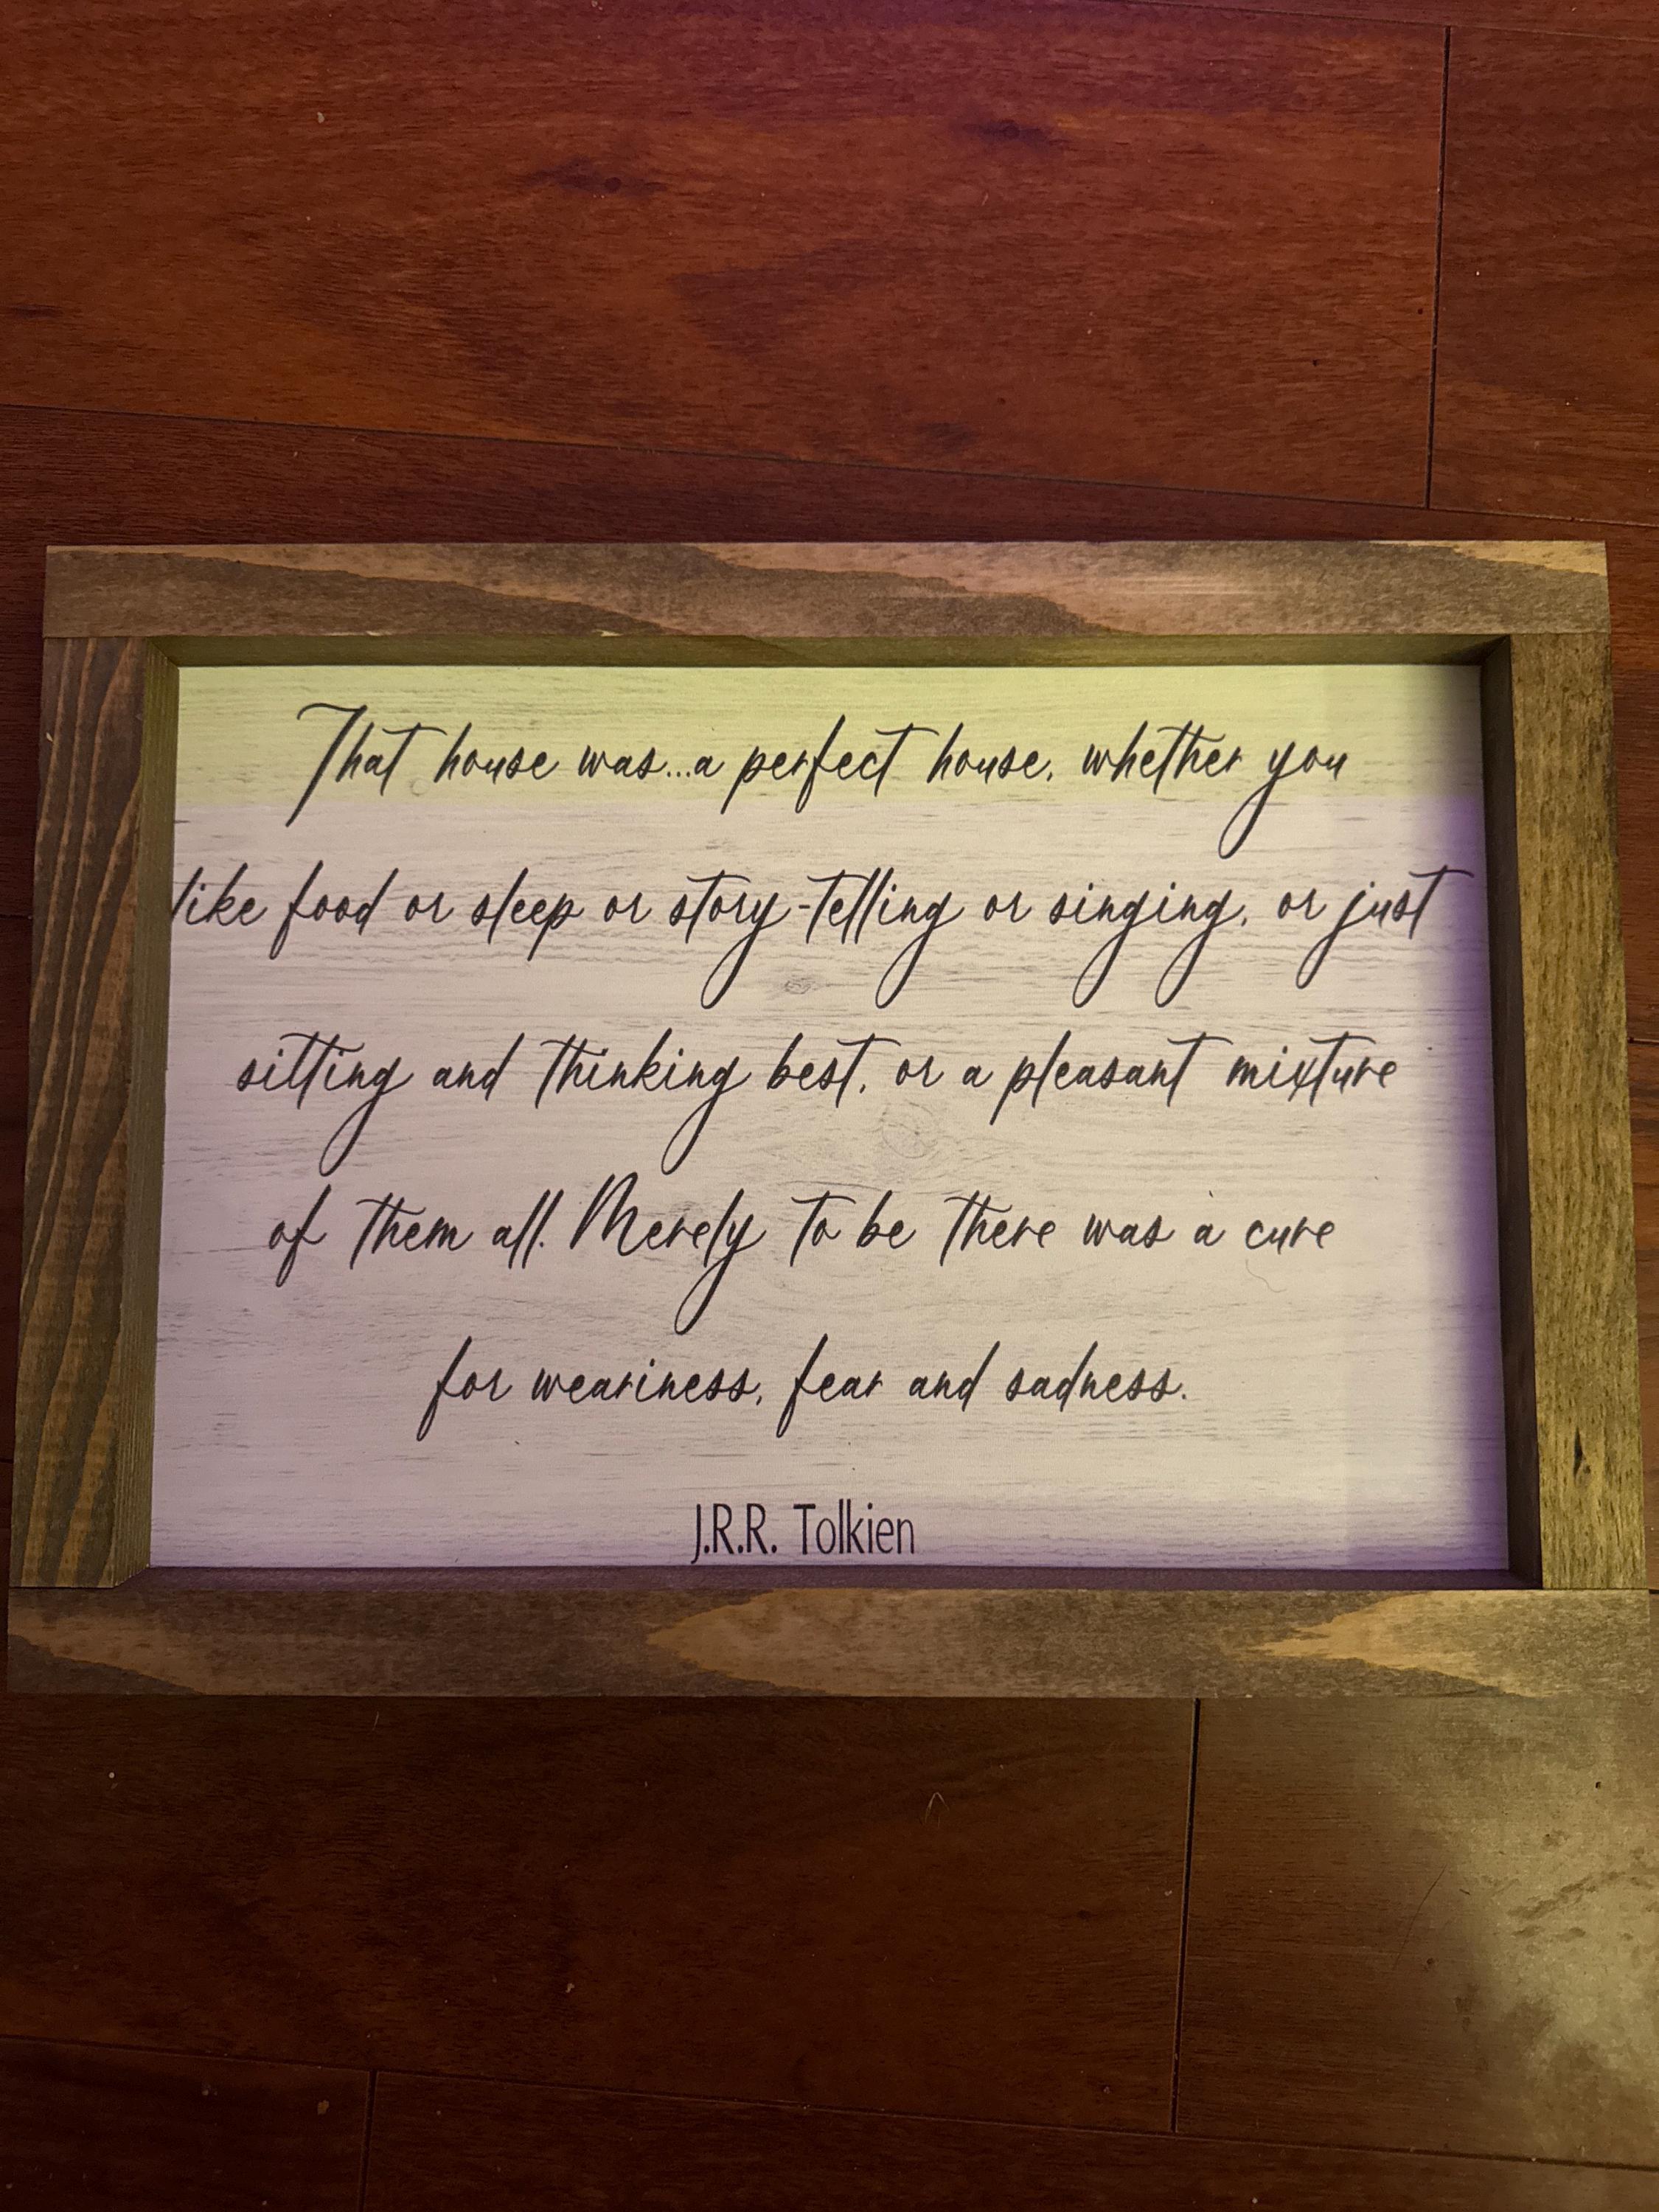 That house was...a perfect house, whether you
like food or sleep or story-telling or singing, or just
sitting and thinking best, or a pleasant mixture
of them all. Merely to be there was a cure
for weariness, fear and sadness.
J.R.R. Tolkien